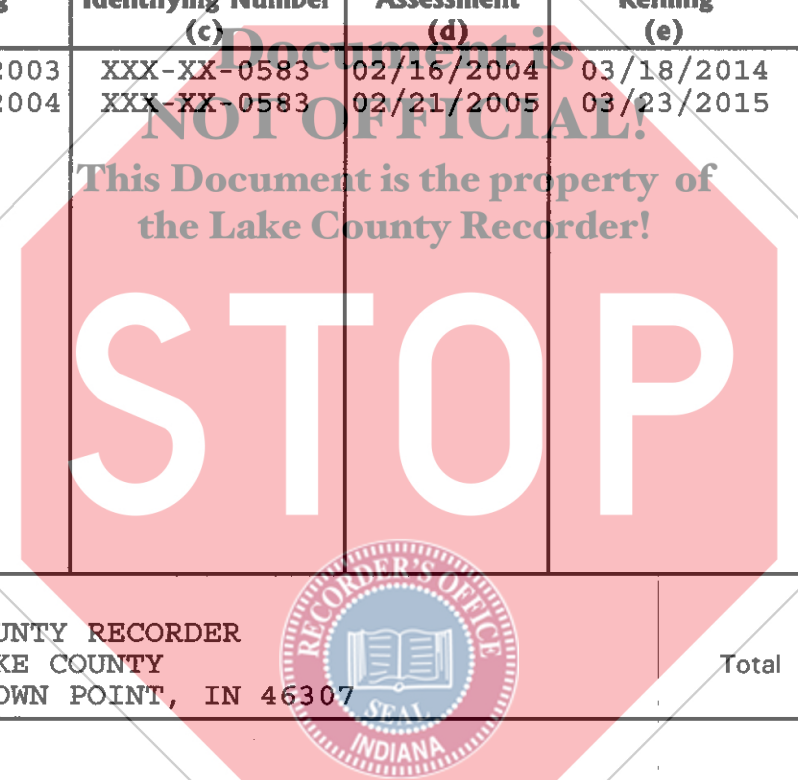 Identifying Number Assessment Refiling
(c) (d) (e)
Document is
2003 XXX-XX-0583 02/16/2004 03/18/2014
2004 XXX-XX-0583 02/21/2005 03/23/2015
NOT OFFICIAL!
This Document is the property of
the Lake County Recorder!
STOP
RECORDER'S OFFICE
UNTY RECORDER
KE COUNTY Total
OWN POINT, IN 46307
SEAL
INDIANA